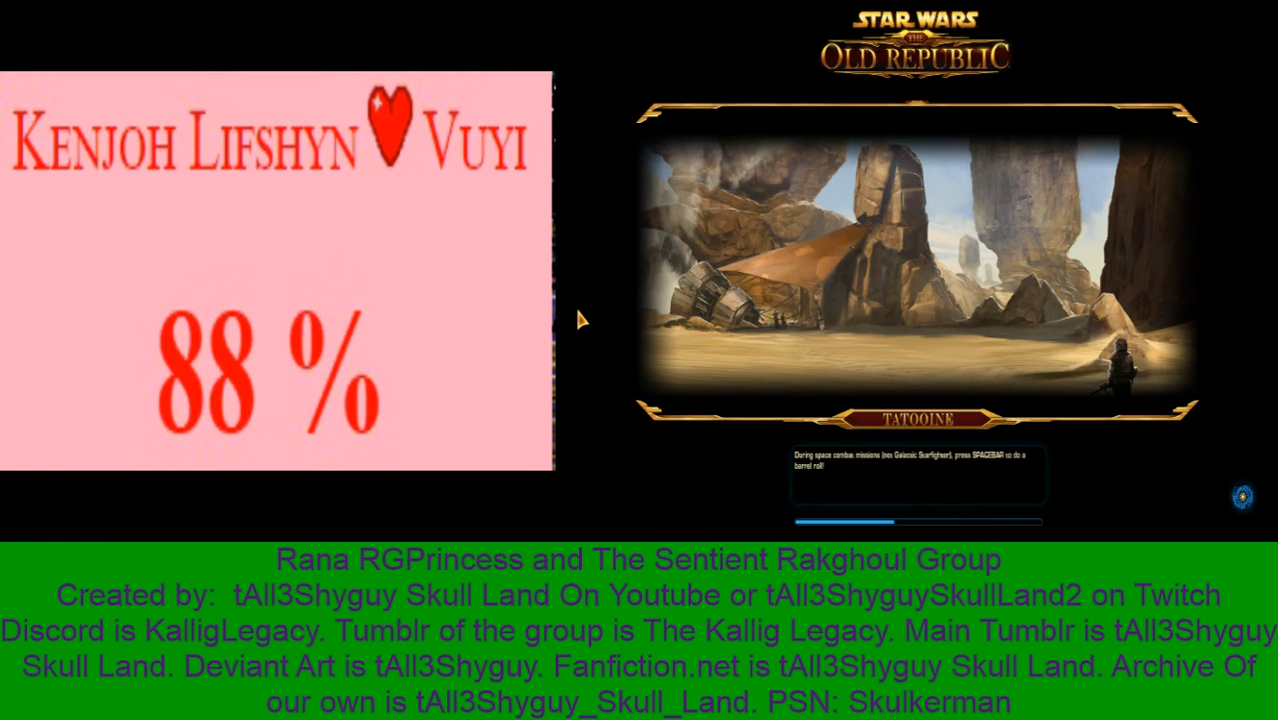 KENJOH LIFSHYN VUYI
88 %
STAR WARS
THE
OLD REPUBLIC
TATOOINE
During space combat missions (not Galactic Starfighter), press SPACEBAR to do a
barrel roll!
Rana RGPrincess and The Sentient Rakghoul Group
Created by: tAll3Shyguy Skull Land On Youtube or tAll3ShyguySkullLand2 on Twitch
Discord is KalligLegacy. Tumblr of the group is The Kallig Legacy. Main Tumblr is tAll3Shyguy
Skull Land. Deviant Art is tAll3Shyguy. Fanfiction.net is tAll3Shyguy Skull Land. Archive Of
our own is tAll3Shyguy_Skull_Land. PSN: Skulkerman